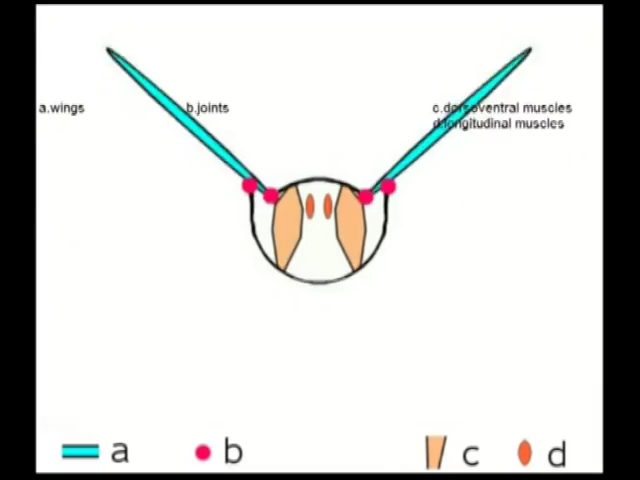 a.wings b.joints c.dorsoventral muscles
d.longitudinal muscles
a b c d